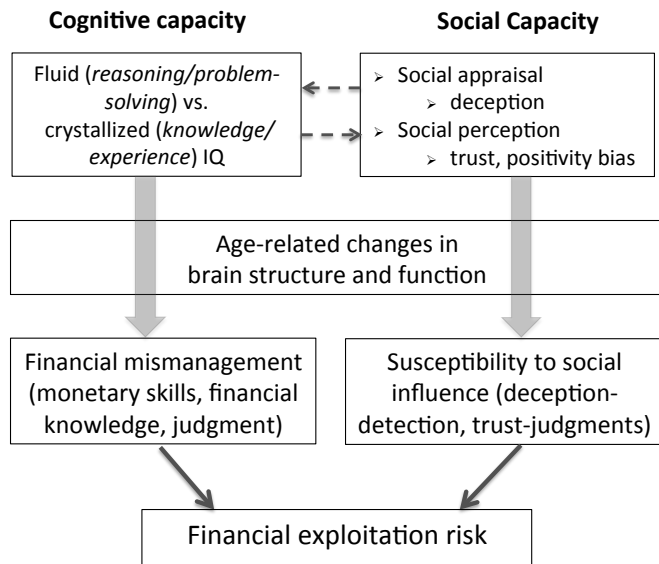 Cognitive capacity
Social Capacity
Fluid (reasoning/problem-
solving) vs.
crystallized (knowledge/
experience) IQ
➢ Social appraisal
➢ deception
➢ Social perception
➢ trust, positivity bias
Age-related changes in
brain structure and function
Financial mismanagement
(monetary skills, financial
knowledge, judgment)
Susceptibility to social
influence (deception-
detection, trust-judgments)
Financial exploitation risk